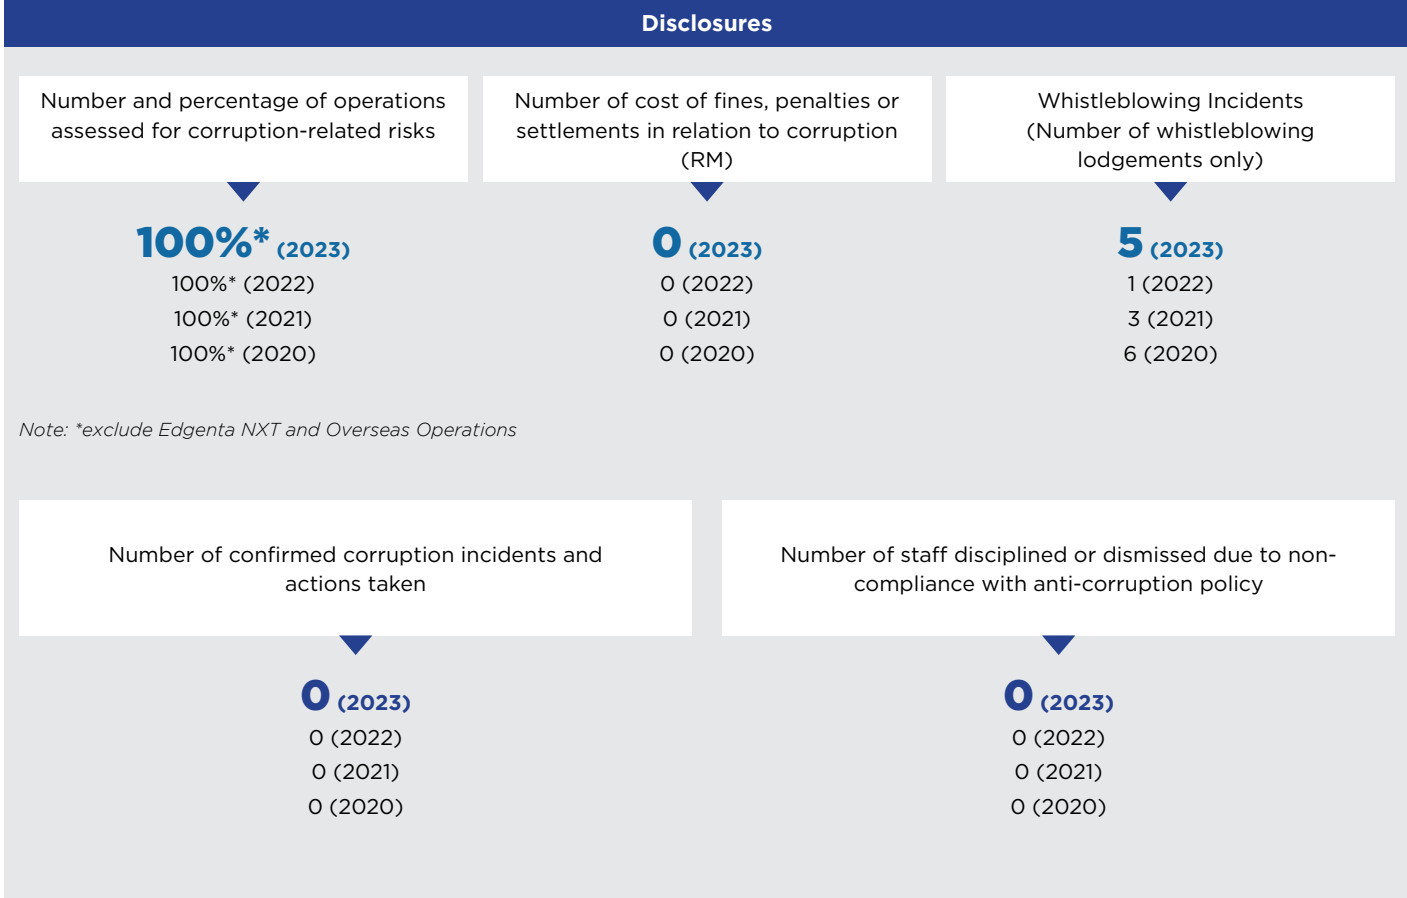 Disclosures
Number and percentage of operations
assessed for corruption-related risks
100%* (2023)
100%* (2022)
100%* (2021)
100%* (2020)
Number of cost of fines, penalties or
settlements in relation to corruption
(RM)
0 (2023)
0 (2022)
0 (2021)
0 (2020)
Whistleblowing Incidents
(Number of whistleblowing
lodgements only)
5 (2023)
1 (2022)
3 (2021)
6 (2020)
Note: *exclude Edgenta NXT and Overseas Operations
Number of confirmed corruption incidents and
actions taken
0 (2023)
0 (2022)
0 (2021)
0 (2020)
Number of staff disciplined or dismissed due to non-
compliance with anti-corruption policy
0 (2023)
0 (2022)
0 (2021)
0 (2020)